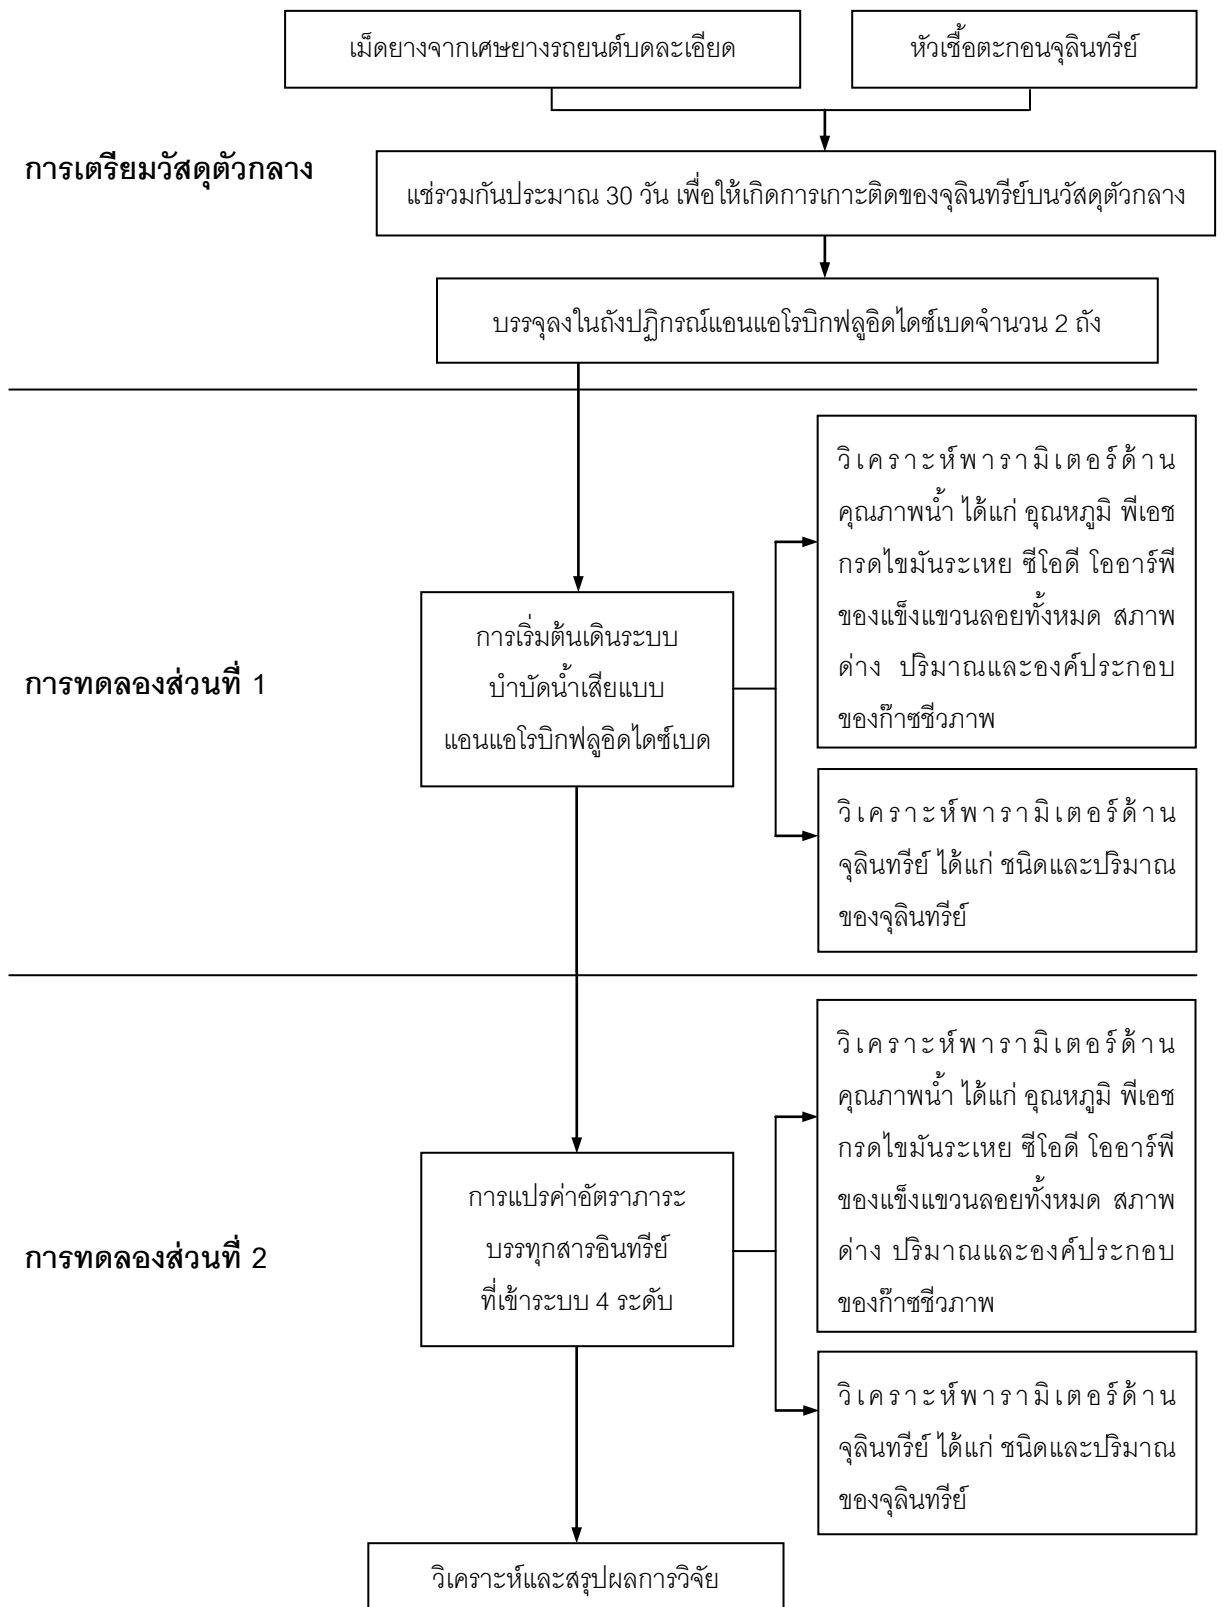 เม็ดยางจากเศษยางรถยนต์บดละเอียด
หัวเชื้อตะกอนจุลินทรีย์
การเตรียมวัสดุตัวกลาง
แช่รวมกันประมาณ 30 วัน เพื่อให้เกิดการเกาะติดของจุลินทรีย์บนวัสดุตัวกลาง
บรรจุลงในถังปฏิกรณ์แอนแอโรบิกฟลูอิดไดซ์เบดจำนวน 2 ถัง
การทดลองส่วนที่ 1
การเริ่มต้นเดินระบบ
บำบัดน้ำเสียแบบ
แอนแอโรบิกฟลูอิดไดซ์เบด
วิเคราะห์พารามิเตอร์ด้าน
คุณภาพน้ำ ได้แก่ อุณหภูมิ พีเอช
กรดไขมันระเหย ซีโอดี โออาร์พี
ของแข็งแขวนลอยทั้งหมด สภาพ
ด่าง ปริมาณและองค์ประกอบ
ของก๊าซชีวภาพ
วิเคราะห์พารามิเตอร์ด้าน
จุลินทรีย์ ได้แก่ ชนิดและปริมาณ
ของจุลินทรีย์
การทดลองส่วนที่ 2
การแปรค่าอัตราภาระ
บรรทุกสารอินทรีย์
ที่เข้าระบบ 4 ระดับ
วิเคราะห์พารามิเตอร์ด้าน
คุณภาพน้ำ ได้แก่ อุณหภูมิ พีเอช
กรดไขมันระเหย ซีโอดี โออาร์พี
ของแข็งแขวนลอยทั้งหมด สภาพ
ด่าง ปริมาณและองค์ประกอบ
ของก๊าซชีวภาพ
วิเคราะห์พารามิเตอร์ด้าน
จุลินทรีย์ ได้แก่ ชนิดและปริมาณ
ของจุลินทรีย์
วิเคราะห์และสรุปผลการวิจัย